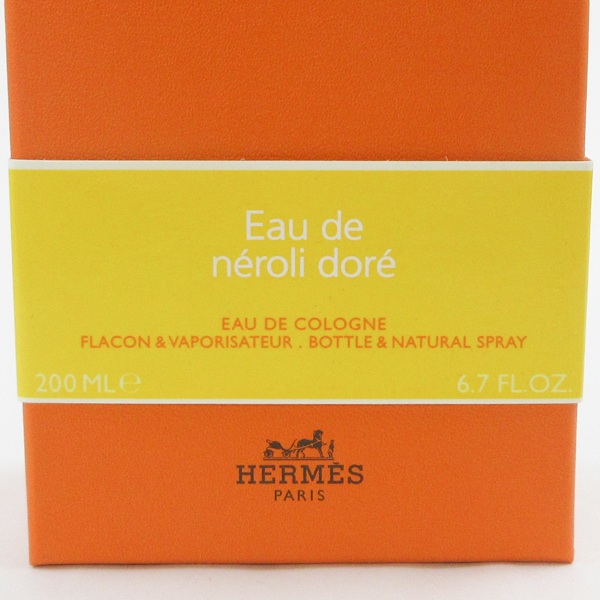 Eau de
néroli doré
EAU DE COLOGNE
FLACON & VAPORISATEUR . BOTTLE & NATURAL SPRAY
200 ML ℮ 6.7 FL.OZ.
HERMÈS
PARIS